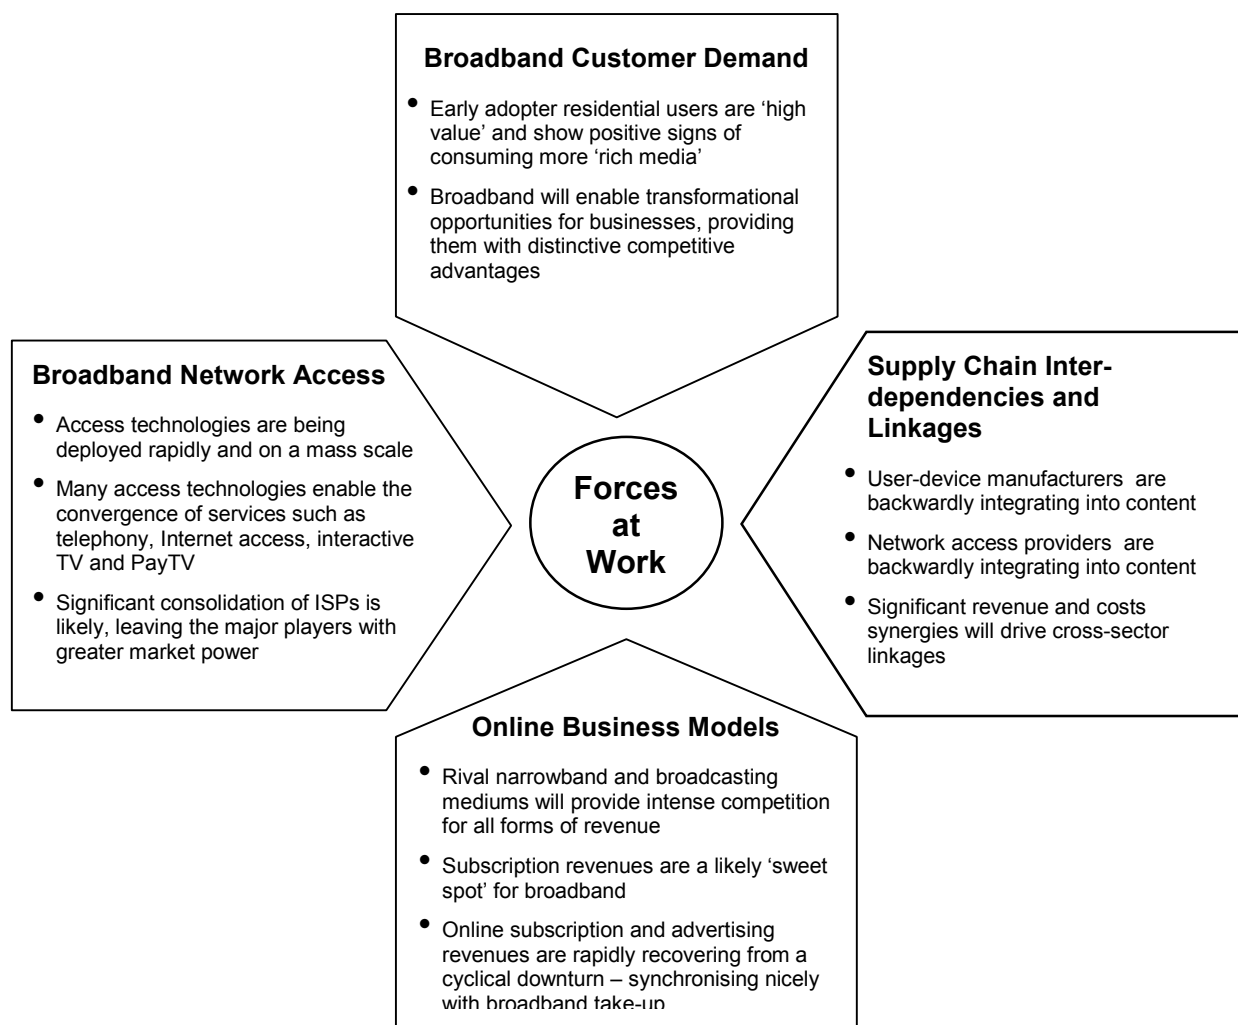 Broadband Customer Demand
• Early adopter residential users are ‘high
value’ and show positive signs of
consuming more ‘rich media’
• Broadband will enable transformational
opportunities for businesses, providing
them with distinctive competitive
advantages
Broadband Network Access
• Access technologies are being
deployed rapidly and on a mass scale
• Many access technologies enable the
convergence of services such as
telephony, Internet access, interactive
TV and PayTV
• Significant consolidation of ISPs is
likely, leaving the major players with
greater market power
Forces
at
Work
Supply Chain Inter-
dependencies and
Linkages
• User-device manufacturers are
backwardly integrating into content
• Network access providers are
backwardly integrating into content
• Significant revenue and costs
synergies will drive cross-sector
linkages
Online Business Models
• Rival narrowband and broadcasting
mediums will provide intense competition
for all forms of revenue
• Subscription revenues are a likely ‘sweet
spot’ for broadband
• Online subscription and advertising
revenues are rapidly recovering from a
cyclical downturn – synchronising nicely
with broadband take-up